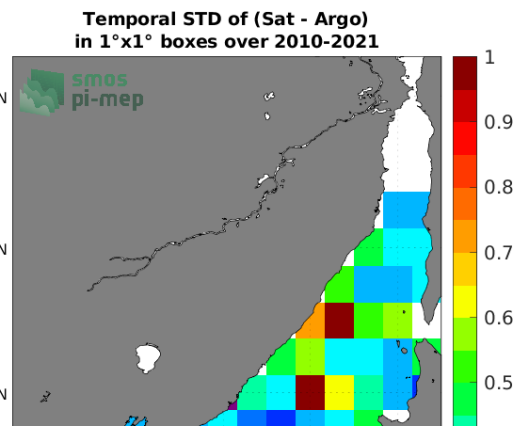 Temporal STD of (Sat - Argo)
in 1°x1° boxes over 2010-2021
smos
pi-mep
N
N
N
1
0.9
0.8
0.7
0.6
0.5